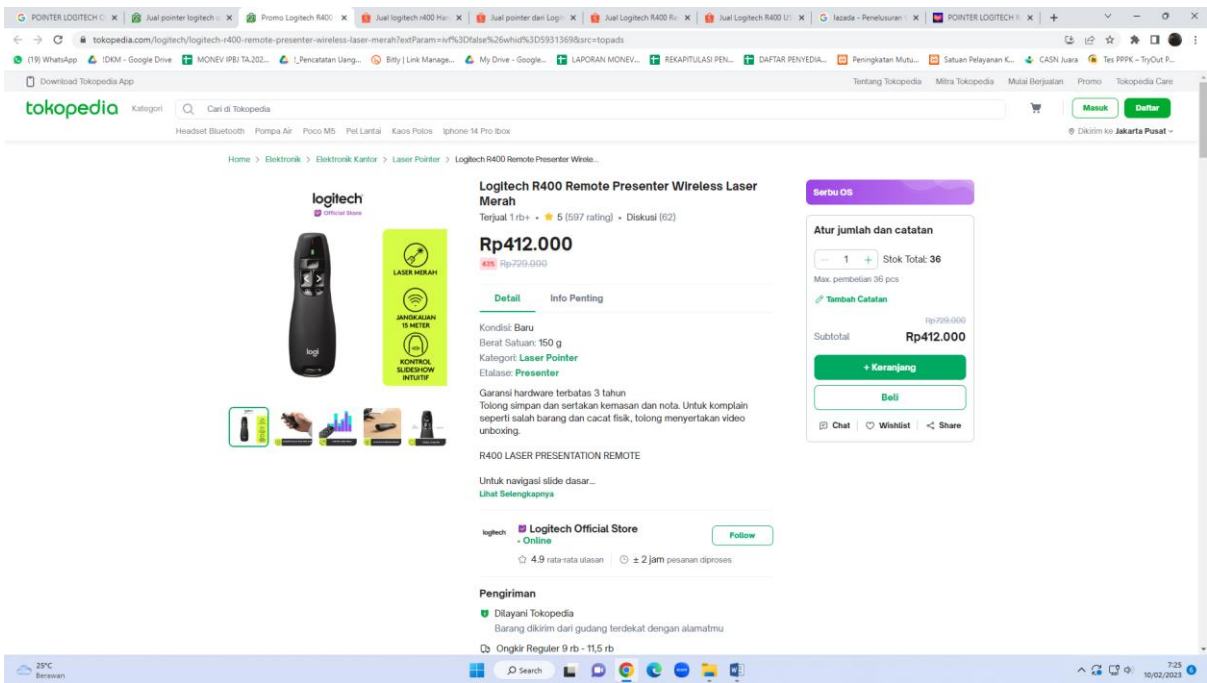 POINTER LOGITECH
Jual pointer logitech
Promo Logitech R400
Jual logitech r400 Har
Jual pointer dari Logit
Jual Logitech R400 Re
Jual Logitech R400 U
lazada - Penelusuran
POINTER LOGITECH
tokopedia.com/logitech/logitech-r400-remote-presenter-wireless-laser-merah?extParam=ivf%3Dfalse%26whid%3D5931369&src=topads
(19) WhatsApp
!DKM - Google Drive
MONEV IPBJ TA.202...
!_Pencatatan Uang...
Bitly | Link Manage...
My Drive - Google...
LAPORAN MONEV...
REKAPITULASI PEN...
DAFTAR PENYEDIA...
Peningkatan Mutu...
Satuan Pelayanan K...
CASN Juara
Tes PPPK – TryOut P...
Download Tokopedia App
Tentang Tokopedia Mitra Tokopedia Mulai Berjualan Promo Tokopedia Care
tokopedia Kategori Cari di Tokopedia Masuk Daftar
Headset Bluetooth Pompa Air Poco M5 Pel Lantai Kaos Polos Iphone 14 Pro Ibox
Dikirim ke Jakarta Pusat
Home > Elektronik > Elektronik Kantor > Laser Pointer > Logitech R400 Remote Presenter Wirele...
logitech
Official Store
LASER MERAH
JANGKAUAN
15 METER
KONTROL
SLIDESHOW
INTUITIF
logi
Logitech R400 Remote Presenter Wireless Laser
Merah
Terjual 1 rb+ • 5 (597 rating) • Diskusi (62)
Rp412.000
43% Rp729.000
Detail Info Penting
Kondisi: Baru
Berat Satuan: 150 g
Kategori: Laser Pointer
Etalase: Presenter
Garansi hardware terbatas 3 tahun
Tolong simpan dan sertakan kemasan dan nota. Untuk komplain
seperti salah barang dan cacat fisik, tolong menyertakan video
unboxing.
R400 LASER PRESENTATION REMOTE
Untuk navigasi slide dasar...
Lihat Selengkapnya
logitech
Logitech Official Store
• Online
Follow
4.9 rata-rata ulasan ± 2 jam pesanan diproses
Pengiriman
Dilayani Tokopedia
Barang dikirim dari gudang terdekat dengan alamatmu
Ongkir Reguler 9 rb - 11,5 rb
Serbu OS
Atur jumlah dan catatan
1 Stok Total: 36
Max. pembelian 36 pcs
Tambah Catatan
Rp729.000
Subtotal Rp412.000
+ Keranjang
Beli
Chat Wishlist Share
25°C
Berawan
Search
7:25
10/02/2023